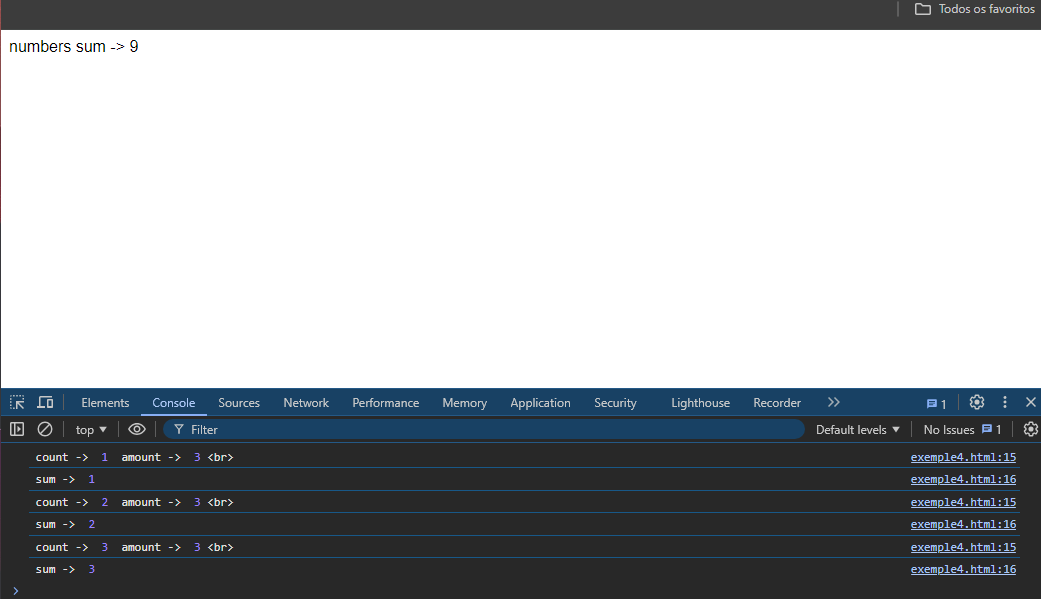 Todos os favoritos
numbers sum -> 9
Elements Console Sources Network Performance Memory Application Security Lighthouse Recorder 1
top Filter Default levels No Issues 1
count -> 1 amount -> 3 <br> exemple4.html:15
sum -> 1 exemple4.html:16
count -> 2 amount -> 3 <br> exemple4.html:15
sum -> 2 exemple4.html:16
count -> 3 amount -> 3 <br> exemple4.html:15
sum -> 3 exemple4.html:16